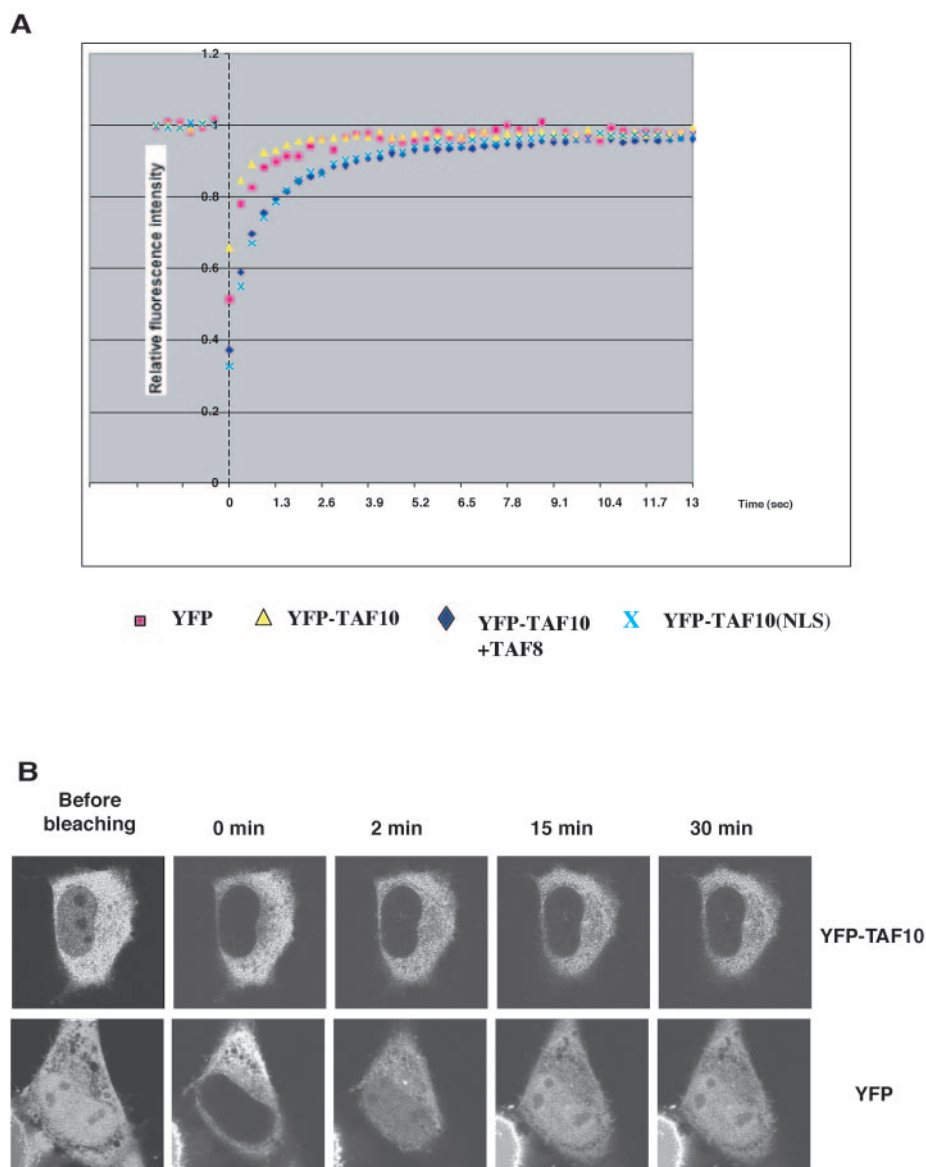 A
1.2
1
0.8
0.6
0.4
0.2
0
Relative fluorescence intensity
0 1.3 2.6 3.9 5.2 6.5 7.8 9.1 10.4 11.7 13 Time (sec)
YFP YFP-TAF10 YFP-TAF10 X YFP-TAF10(NLS)
+TAF8
B
Before
bleaching 0 min 2 min 15 min 30 min
YFP-TAF10
YFP